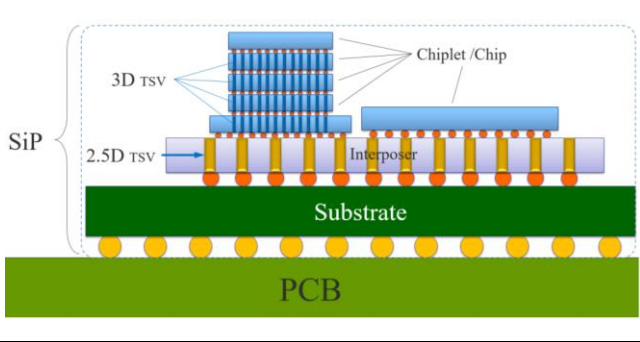 Chiplet /Chip
3D TSV
SiP
2.5D TSV
Interposer
Substrate
PCB